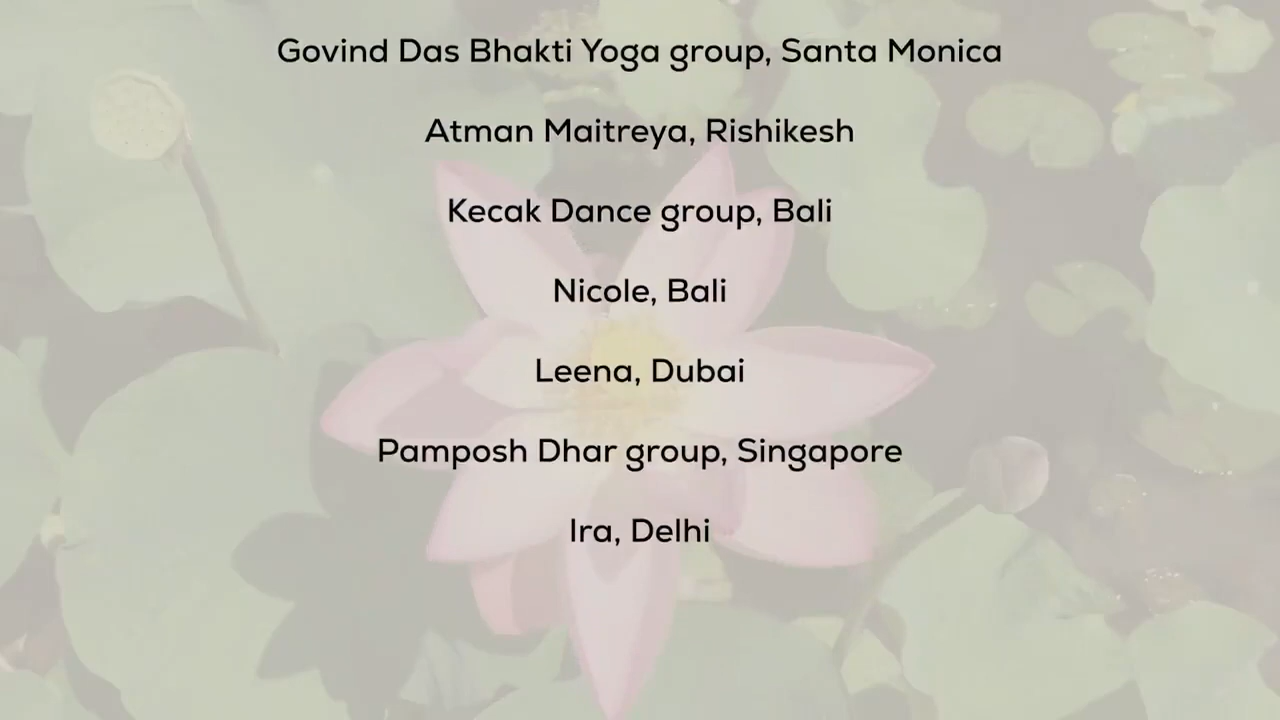 Govind Das Bhakti Yoga group, Santa Monica
Atman Maitreya, Rishikesh
Kecak Dance group, Bali
Nicole, Bali
Leena, Dubai
Pamposh Dhar group, Singapore
Ira, Delhi